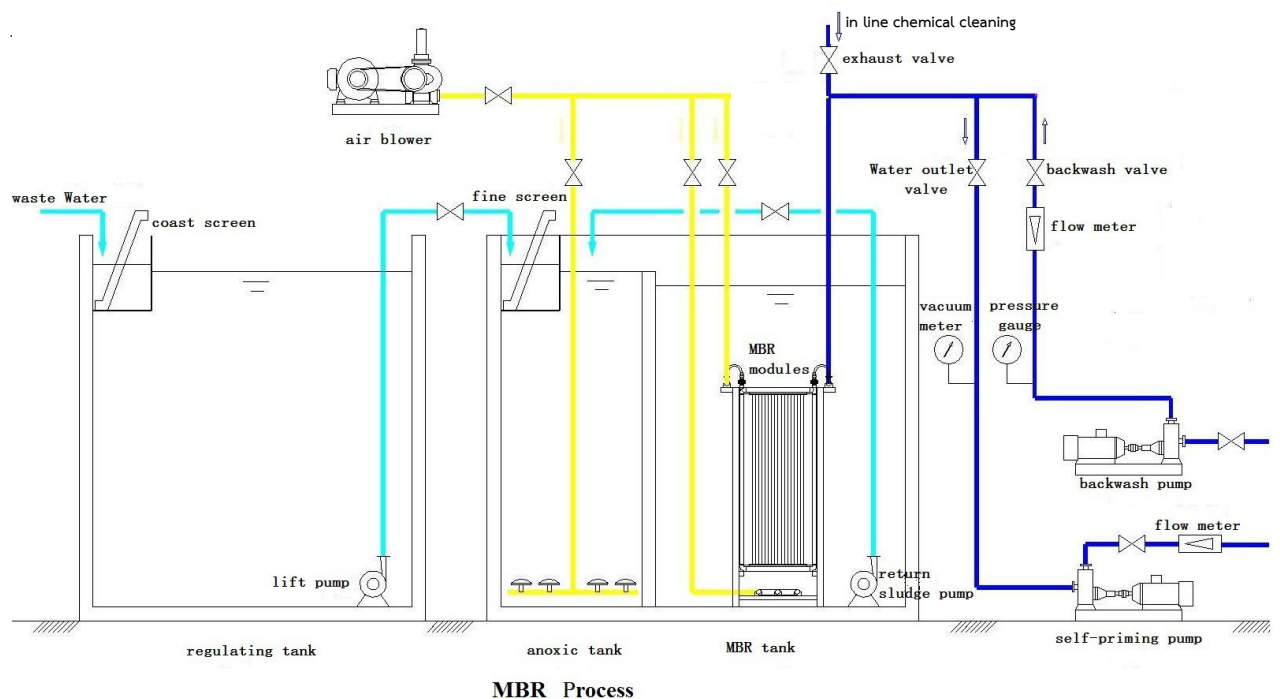 in line chemical cleaning
exhaust valve
air blower
Water outlet
valve
backwash valve
waste Water
coast screen
fine screen
flow meter
vacuum
meter
pressure
gauge
MBR
modules
backwash pump
flow meter
lift pump
return
sludge pump
self-priming pump
regulating tank
anoxic tank
MBR tank
MBR Process